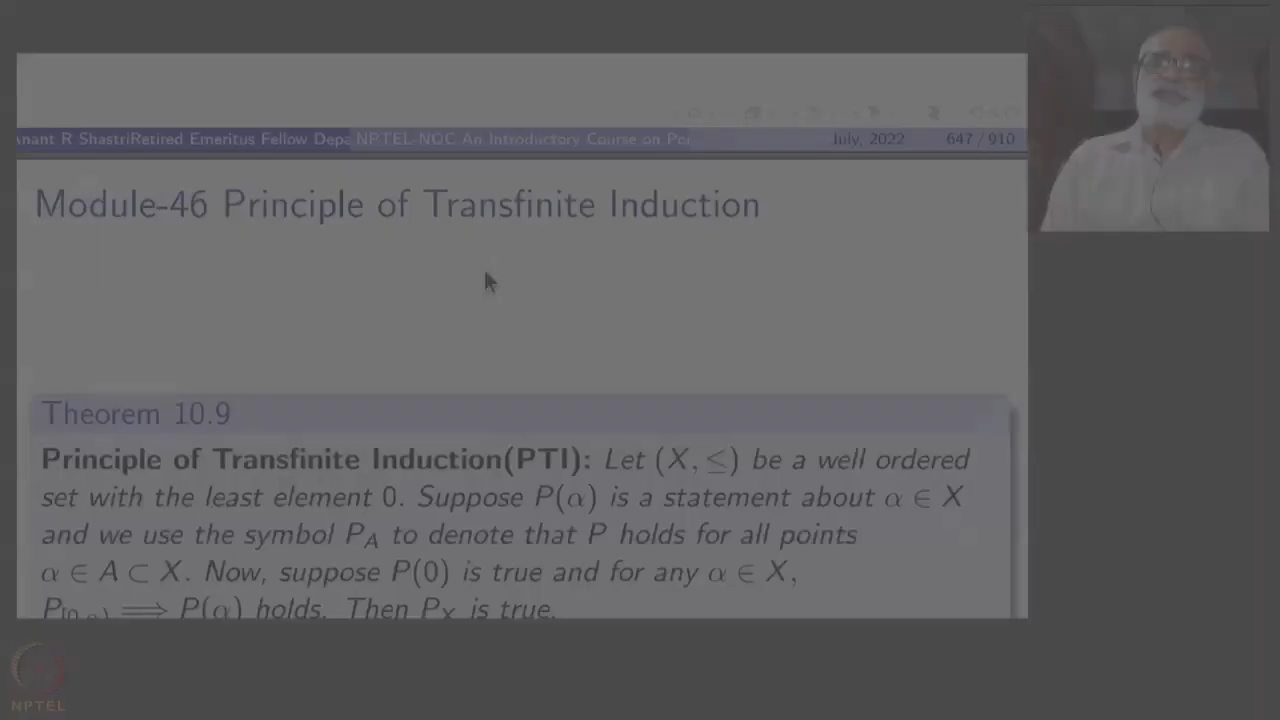 Anant R ShastriRetired Emeritus Fellow Depa NPTEL-NOC An Introductory Course on Poi July, 2022 647 / 910
Module-46 Principle of Transfinite Induction
Theorem 10.9
Principle of Transfinite Induction(PTI): Let (X, ≤) be a well ordered
set with the least element 0. Suppose P(α) is a statement about α ∈ X
and we use the symbol P_A to denote that P holds for all points
α ∈ A ⊂ X. Now, suppose P(0) is true and for any α ∈ X,
P_[0,α) ⟹ P(α) holds. Then P_X is true.
NPTEL